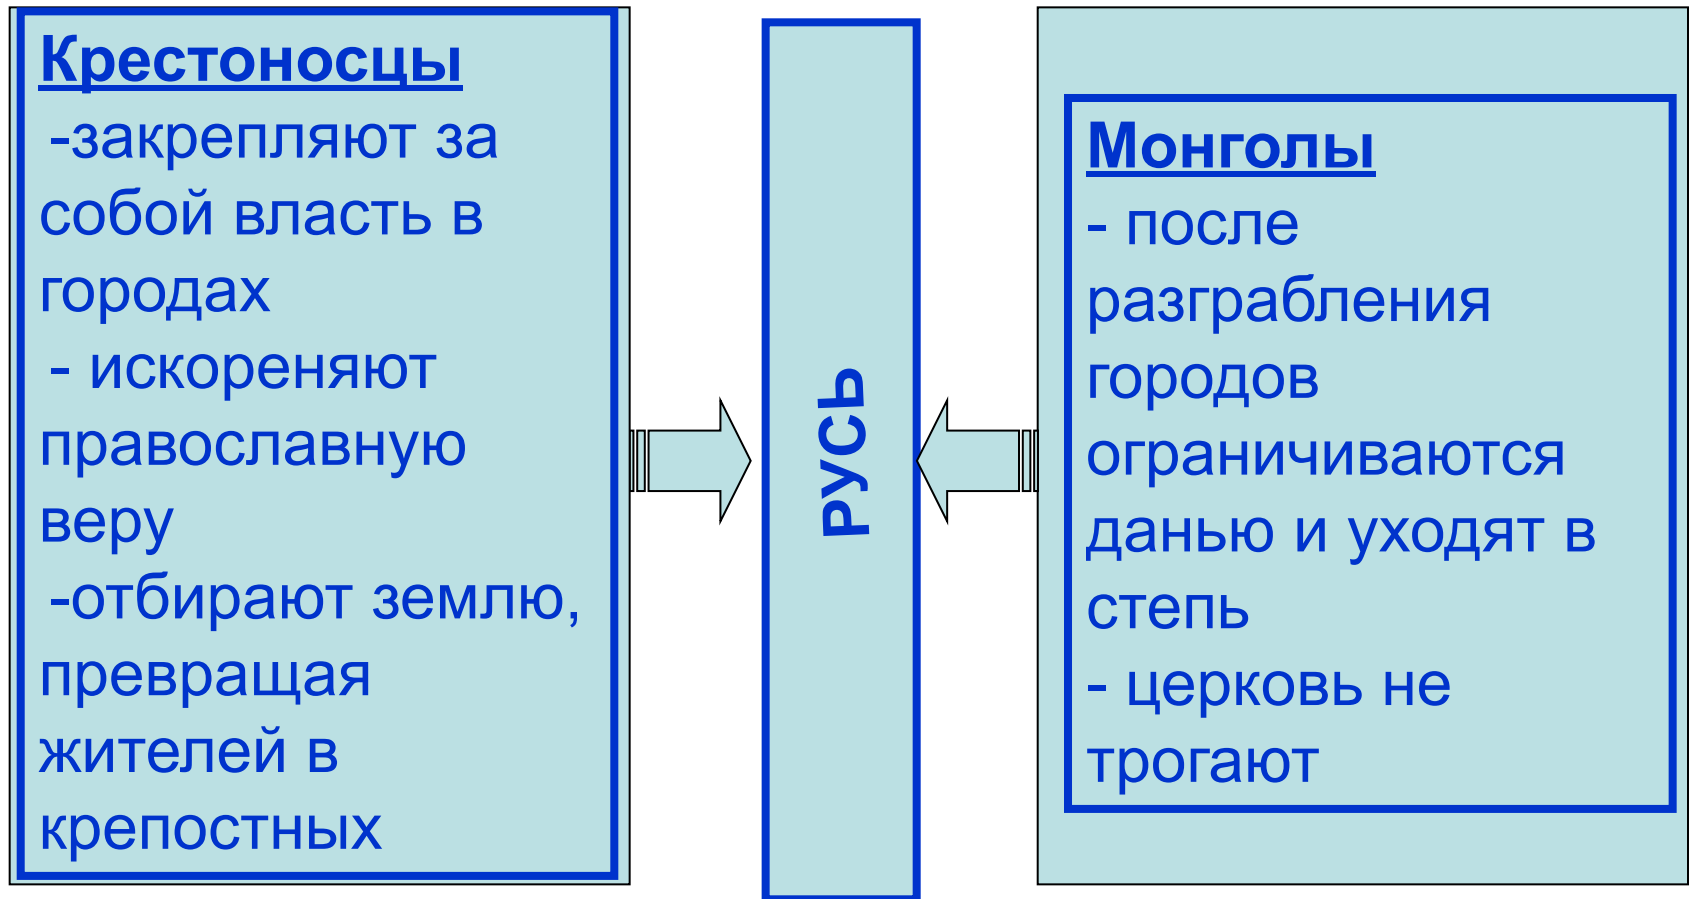 Крестоносцы
-закрепляют за
собой власть в
городах
- искореняют
православную
веру
-отбирают землю,
превращая
жителей в
крепостных
РУСЬ
Монголы
- после
разграбления
городов
ограничиваются
данью и уходят в
степь
- церковь не
трогают